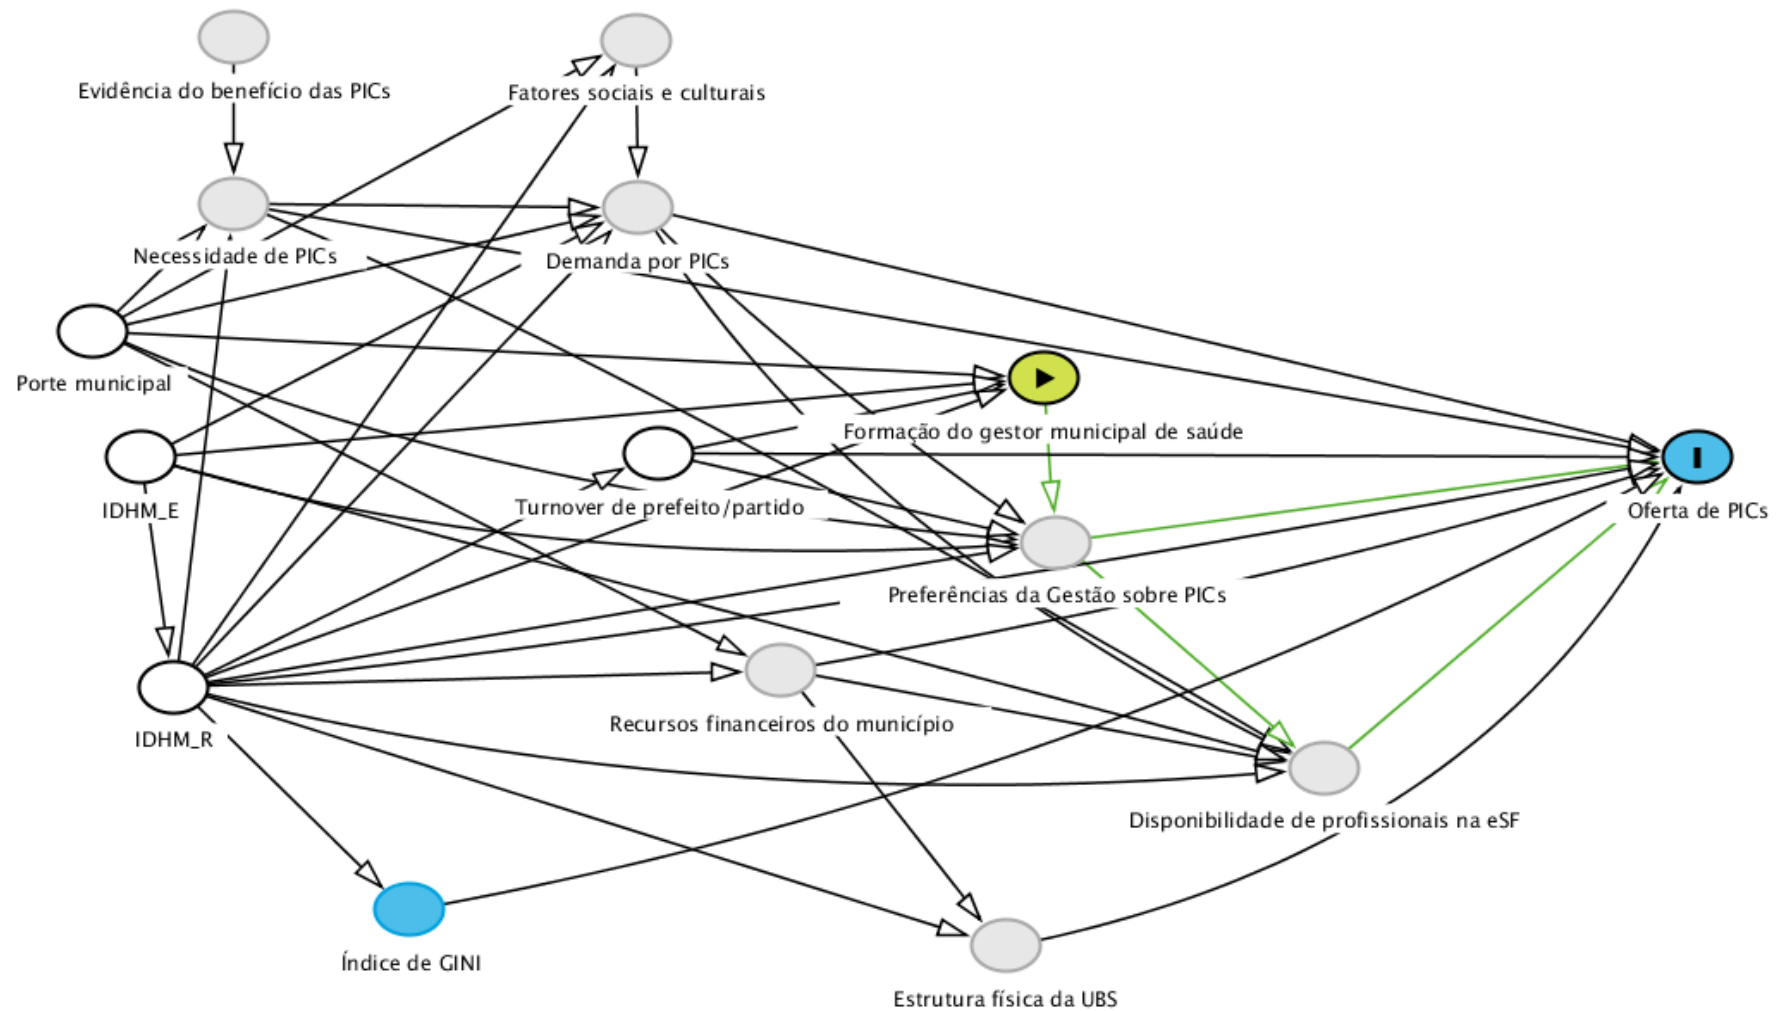 Evidência do benefício das PICs
Fatores sociais e culturais
Necessidade de PICs
Demanda por PICs
Porte municipal
Formação do gestor municipal de saúde
IDHM_E
Turnover de prefeito/partido
Oferta de PICs
Preferências da Gestão sobre PICs
IDHM_R
Recursos financeiros do município
Disponibilidade de profissionais na eSF
Índice de GINI
Estrutura física da UBS